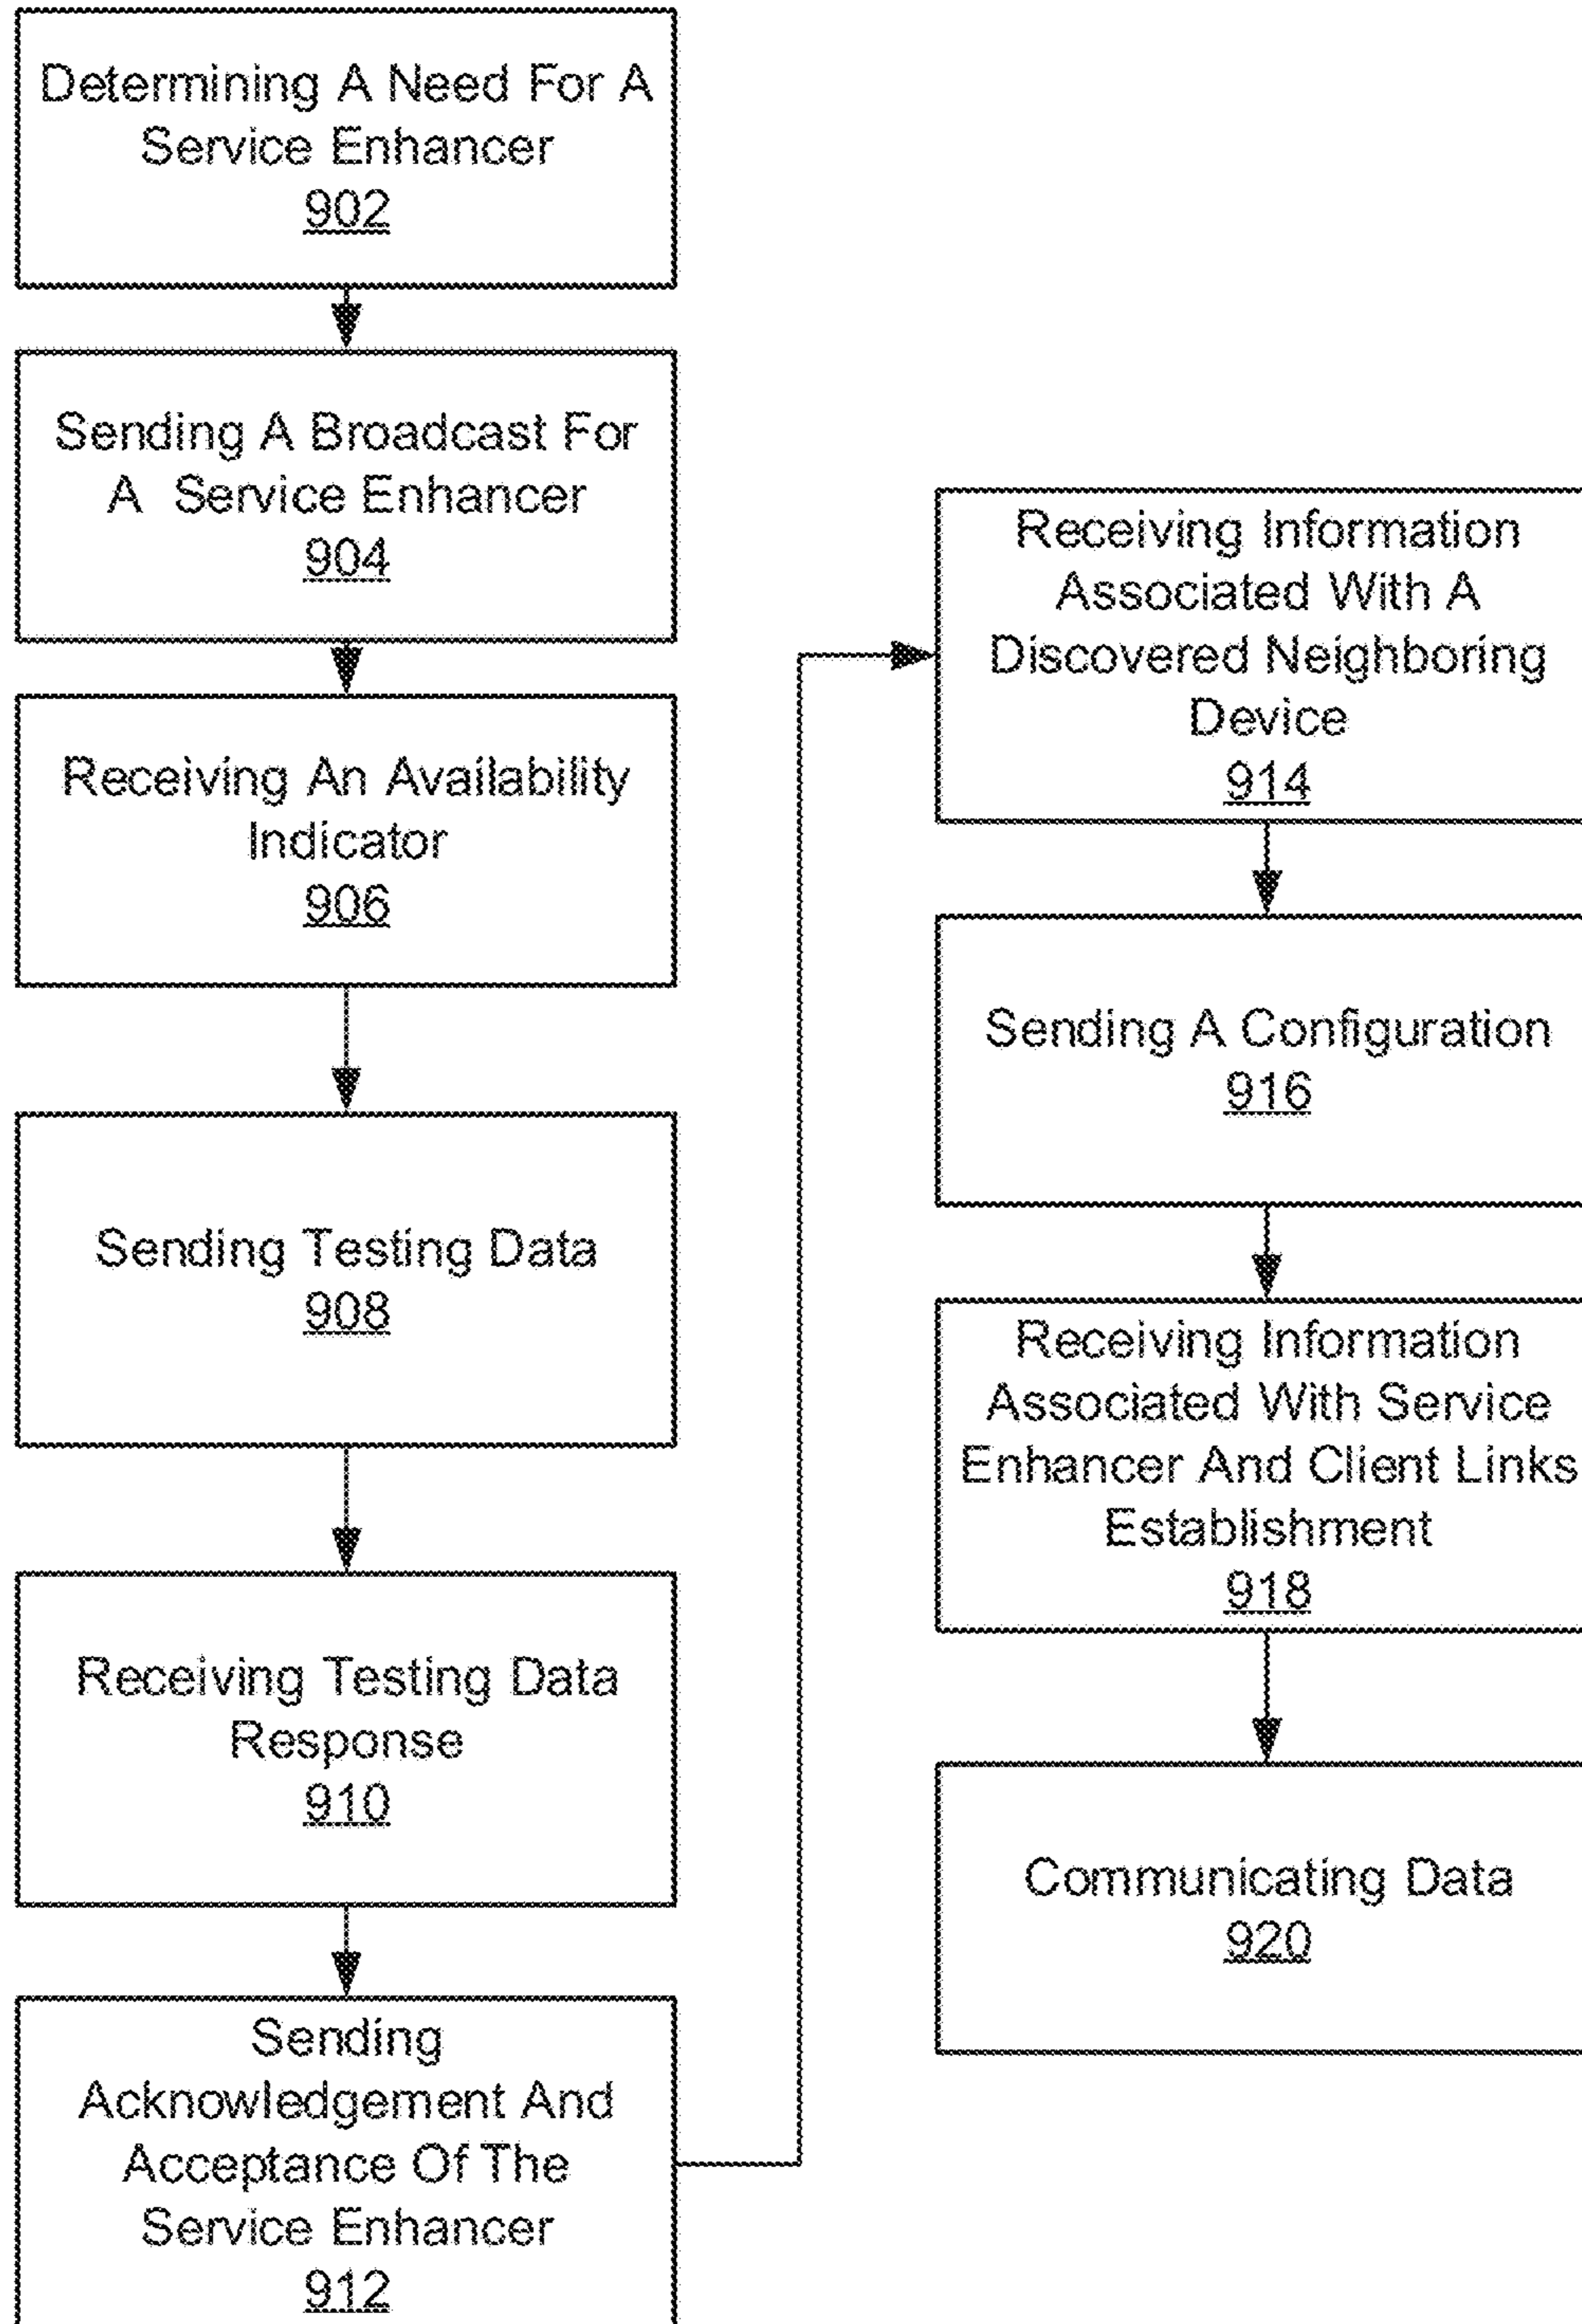 Determining A Need For A
Service Enhancer
902
Sending A Broadcast For
A Service Enhancer
904
Receiving An Availability
Indicator
906
Sending Testing Data
908
Receiving Testing Data
Response
910
Sending
Acknowledgement And
Acceptance Of The
Service Enhancer
912
Receiving Information
Associated With A
Discovered Neighboring
Device
914
Sending A Configuration
916
Receiving Information
Associated With Service
Enhancer And Client Links
Establishment
918
Communicating Data
920